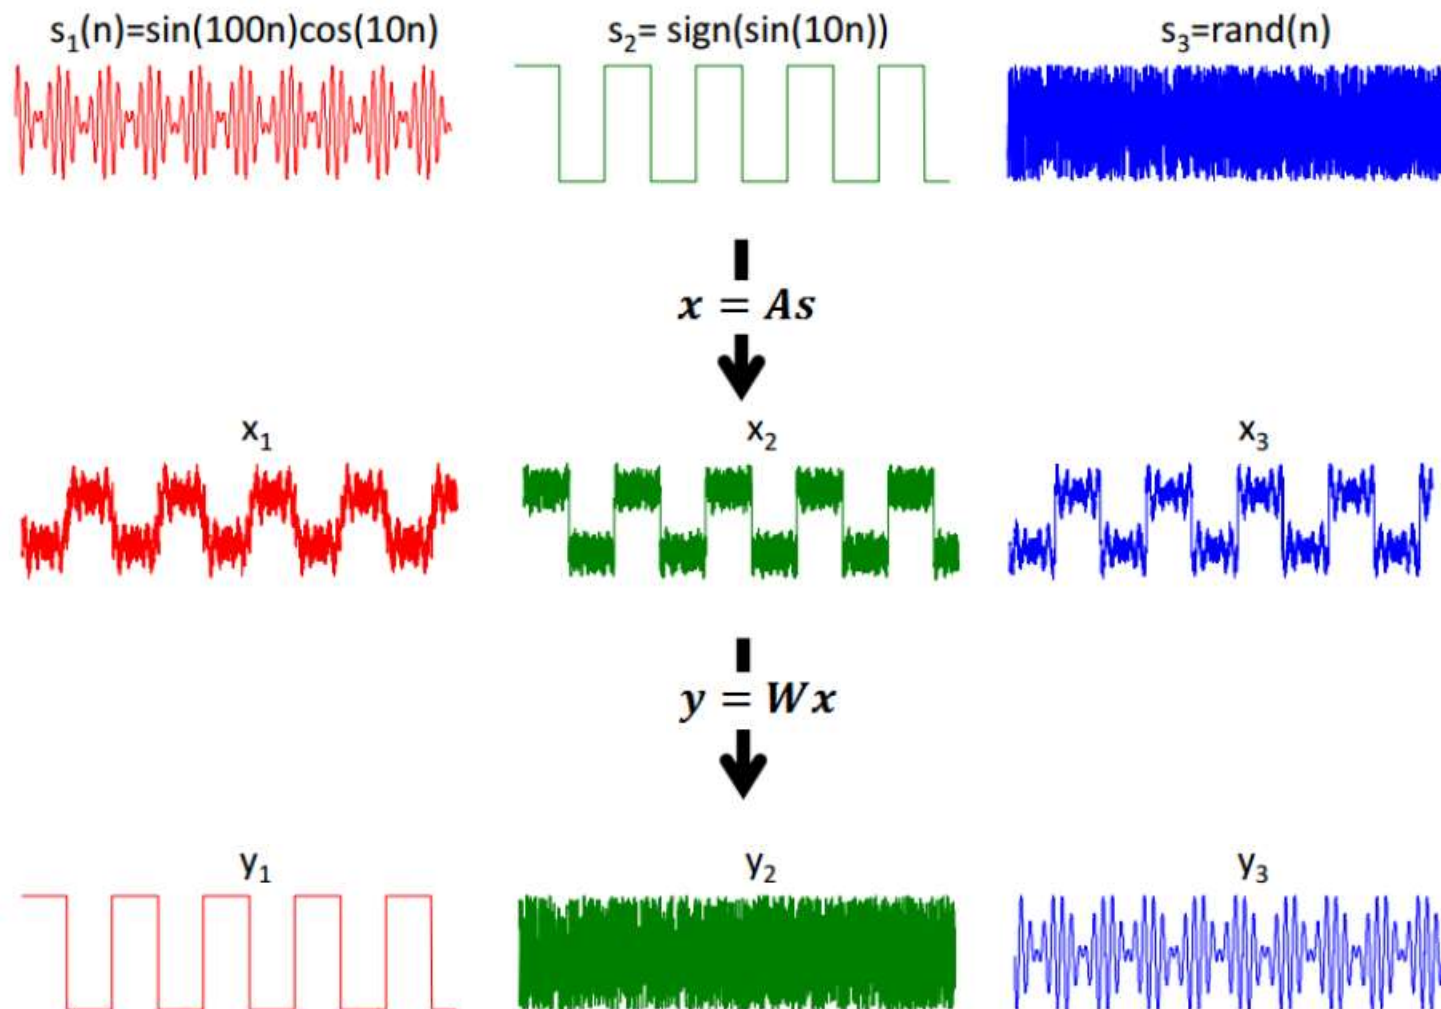 s₁(n)=sin(100n)cos(10n)
s₂= sign(sin(10n))
s₃=rand(n)
x = As
x₁
x₂
x₃
y = Wx
y₁
y₂
y₃